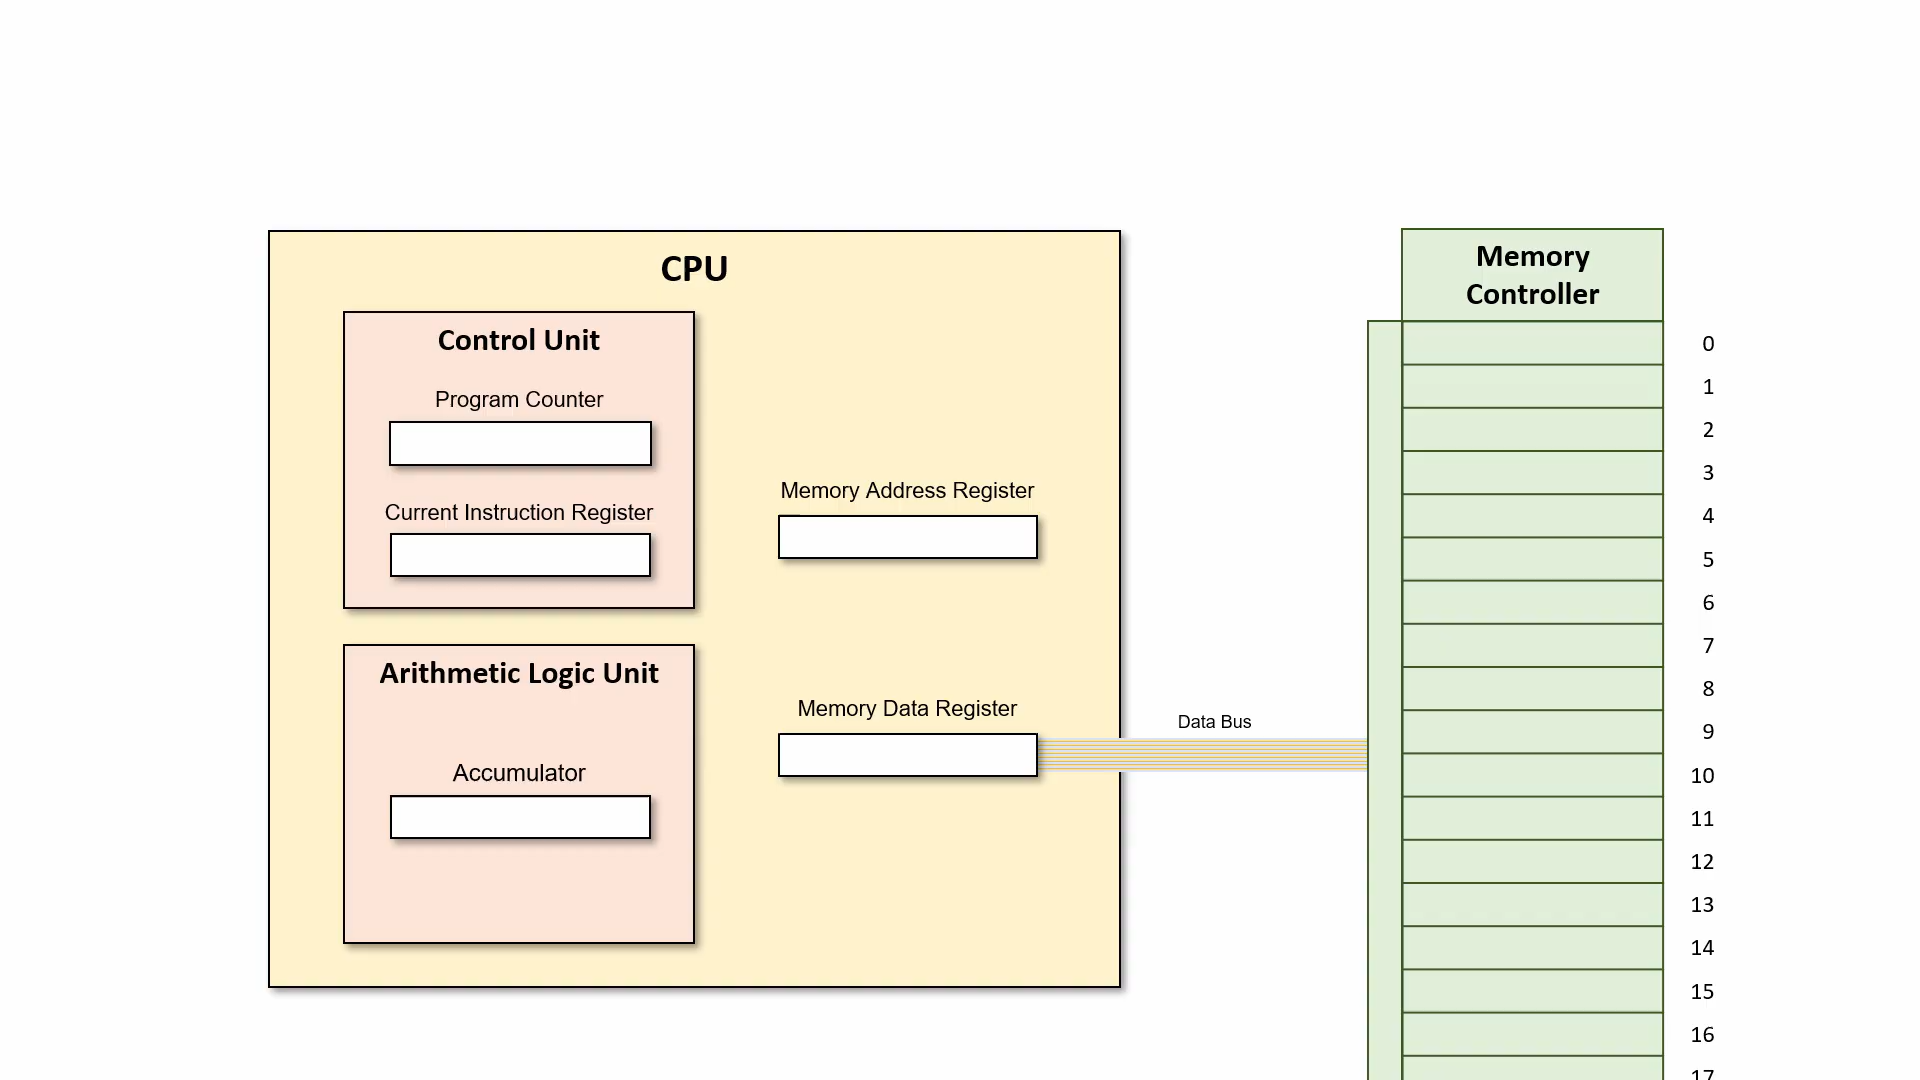 CPU
Control Unit
Program Counter
Current Instruction Register
Arithmetic Logic Unit
Accumulator
Memory Address Register
Memory Data Register
Data Bus
Memory
Controller
0
1
2
3
4
5
6
7
8
9
10
11
12
13
14
15
16
17